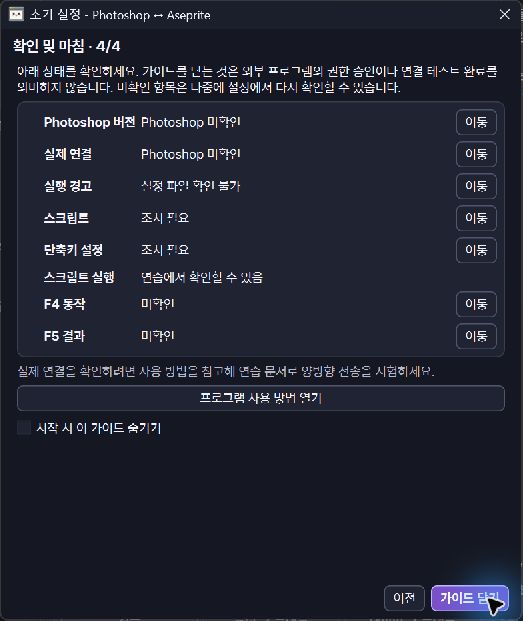 초기 설정 - Photoshop ↔ Aseprite
확인 및 마침 · 4/4
아래 상태를 확인하세요. 가이드를 닫는 것은 외부 프로그램의 권한 승인이나 연결 테스트 완료를
의미하지 않습니다. 미확인 항목은 나중에 설정에서 다시 확인할 수 있습니다.
Photoshop 버전 Photoshop 미확인 이동
실제 연결 Photoshop 미확인 이동
실행 경고 설정 파일 확인 불가 이동
스크립트 조치 필요 이동
단축키 설정 조치 필요 이동
스크립트 실행 연습에서 확인할 수 있음
F4 동작 미확인 이동
F5 결과 미확인 이동
실제 연결을 확인하려면 사용 방법을 참고해 연습 문서로 양방향 전송을 시험하세요.
프로그램 사용 방법 열기
시작 시 이 가이드 숨기기
이전 가이드 닫기